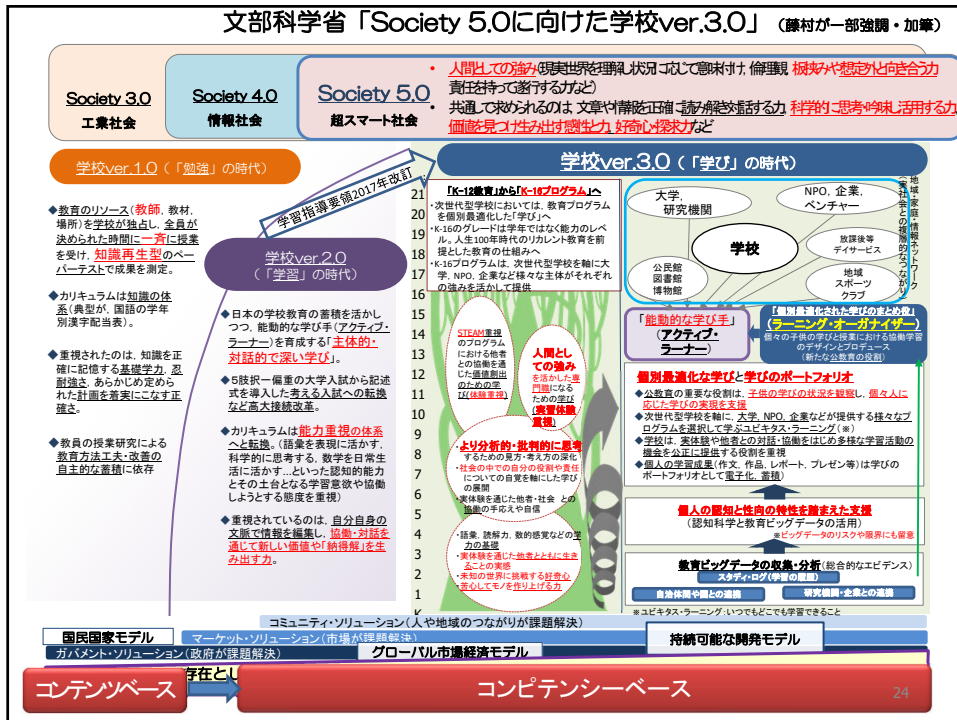 文部科学省「Society 5.0に向けた学校ver.3.0」（藤村が一部強調・加筆）
Society 3.0
工業社会
Society 4.0
情報社会
Society 5.0
超スマート社会
• 人間としての強み(現実世界を理解し状況に応じて意味付け, 倫理観, 板挟みや想定外と向き合う力,
責任を持って遂行する力など)
• 共通して求められるのは, 文章や情報を正確に読み解き対話する力, 科学的に思考・吟味し活用する力,
価値を見つけ生み出す感性と力, 好奇心・探求力など
学校ver.1.0（「勉強」の時代）
◆教育のリソース(教師, 教材,
場所)を学校が独占し, 全員が
決められた時間に一斉に授業
を受け, 知識再生型のペー
パーテストで成果を測定。
◆カリキュラムは知識の体
系(典型が, 国語の学年
別漢字配当表)。
◆重視されたのは, 知識を正
確に記憶する基礎学力, 忍
耐強さ, あらかじめ定めら
れた計画を着実にこなす正
確さ。
◆教員の授業研究による
教育方法工夫・改善の
自主的な蓄積に依存
学習指導要領2017年改訂
学校ver.2.0
（「学習」の時代）
◆日本の学校教育の蓄積を活かし
つつ, 能動的な学び手(アクティブ・
ラーナー)を育成する「主体的・
対話的で深い学び」。
◆5肢択一偏重の大学入試から記述
式を導入した考える入試への転換
など高大接続改革。
◆カリキュラムは能力重視の体系
へと転換。(語彙を表現に活かす,
科学的に思考する, 数学を日常生
活に活かす...といった認知的能力
とその土台となる学習意欲や協働
しようとする態度を重視)
◆重視されているのは, 自分自身の
文脈で情報を編集し, 協働・対話を
通じて新しい価値や「納得解」を生
み出す力。
学校ver.3.0（「学び」の時代）
21
20
19
18
17
16
15
14
13
12
11
10
9
8
7
6
5
4
3
2
1
K
「K-12教育」から「K-16プログラム」へ
・次世代型学校においては, 教育プログラム
を個別最適化した「学び」へ
・K-16のグレードは学年ではなく能力のレベ
ル。人生100年時代のリカレント教育を前
提とした教育の仕組みへ
・K-16プログラムは, 次世代型学校を軸に大
学, NPO, 企業など様々な主体がそれぞれ
の強みを活かして提供
STEAM重視
のプログラム
における他者
との協働を通
じた価値創出
のための学
び(体験重視)
人間とし
ての強み
を活かした専
門職になる
ための学び
(実習体験
重視)
・より分析的・批判的に思考
するための見方・考え方の深化
・社会の中での自分の役割や責任
についての自覚を軸にした学び
の展開
・実体験を通じた他者・社会 との
協働の手応えや自信
・語彙, 読解力, 数的感覚などの学
力の基礎
・実体験を通じた他者とともに生き
ることの実感
・未知の世界に挑戦する好奇心
・苦心してモノを作り上げる力
大学,
研究機関
NPO, 企業,
ベンチャー
学校
公民館
図書館
博物館
放課後等
デイサービス
地域
スポーツ
クラブ
地域・家庭・情報ネットワーク
(実社会との複層的なつながり)
「能動的な学び手」
(アクティブ・
ラーナー)
「個別最適化された学びのまとめ役」
(ラーニング・オーガナイザー)
個々の子供の学びと授業における協働学習
のデザインとプロデュース
(新たな公教育の役割)
個別最適化な学びと学びのポートフォリオ
◆公教育の重要な役割は, 子供の学びの状況を観察し, 個々人に
応じた学びの実現を支援
◆次世代型学校を軸に, 大学, NPO, 企業などが提供する様々なプ
ログラムを選択して学ぶユビキタス・ラーニング(※)
◆学校は, 実体験や他者との対話・協働をはじめ多様な学習活動の
機会を公正に提供する役割を重視
◆個人の学習成果(作文, 作品, レポート, プレゼン等)は学びの
ポートフォリオとして電子化, 蓄積)
個人の認知と性向の特性を踏まえた支援
(認知科学と教育ビッグデータの活用)
※ビッグデータのリスクや限界にも留意
教育ビッグデータの収集・分析(総合的なエビデンス)
スタディ・ログ(学習の履歴)
自治体間や国との連携
研究機関・企業との連携
※ユビキタス・ラーニング：いつでもどこでも学習できること
コミュニティ・ソリューション(人や地域のつながりが課題解決)
国民国家モデル
マーケット・ソリューション(市場が課題解決)
持続可能な開発モデル
ガバメント・ソリューション(政府が課題解決)
グローバル市場経済モデル
存在とし
コンテンツベース
コンピテンシーベース
24